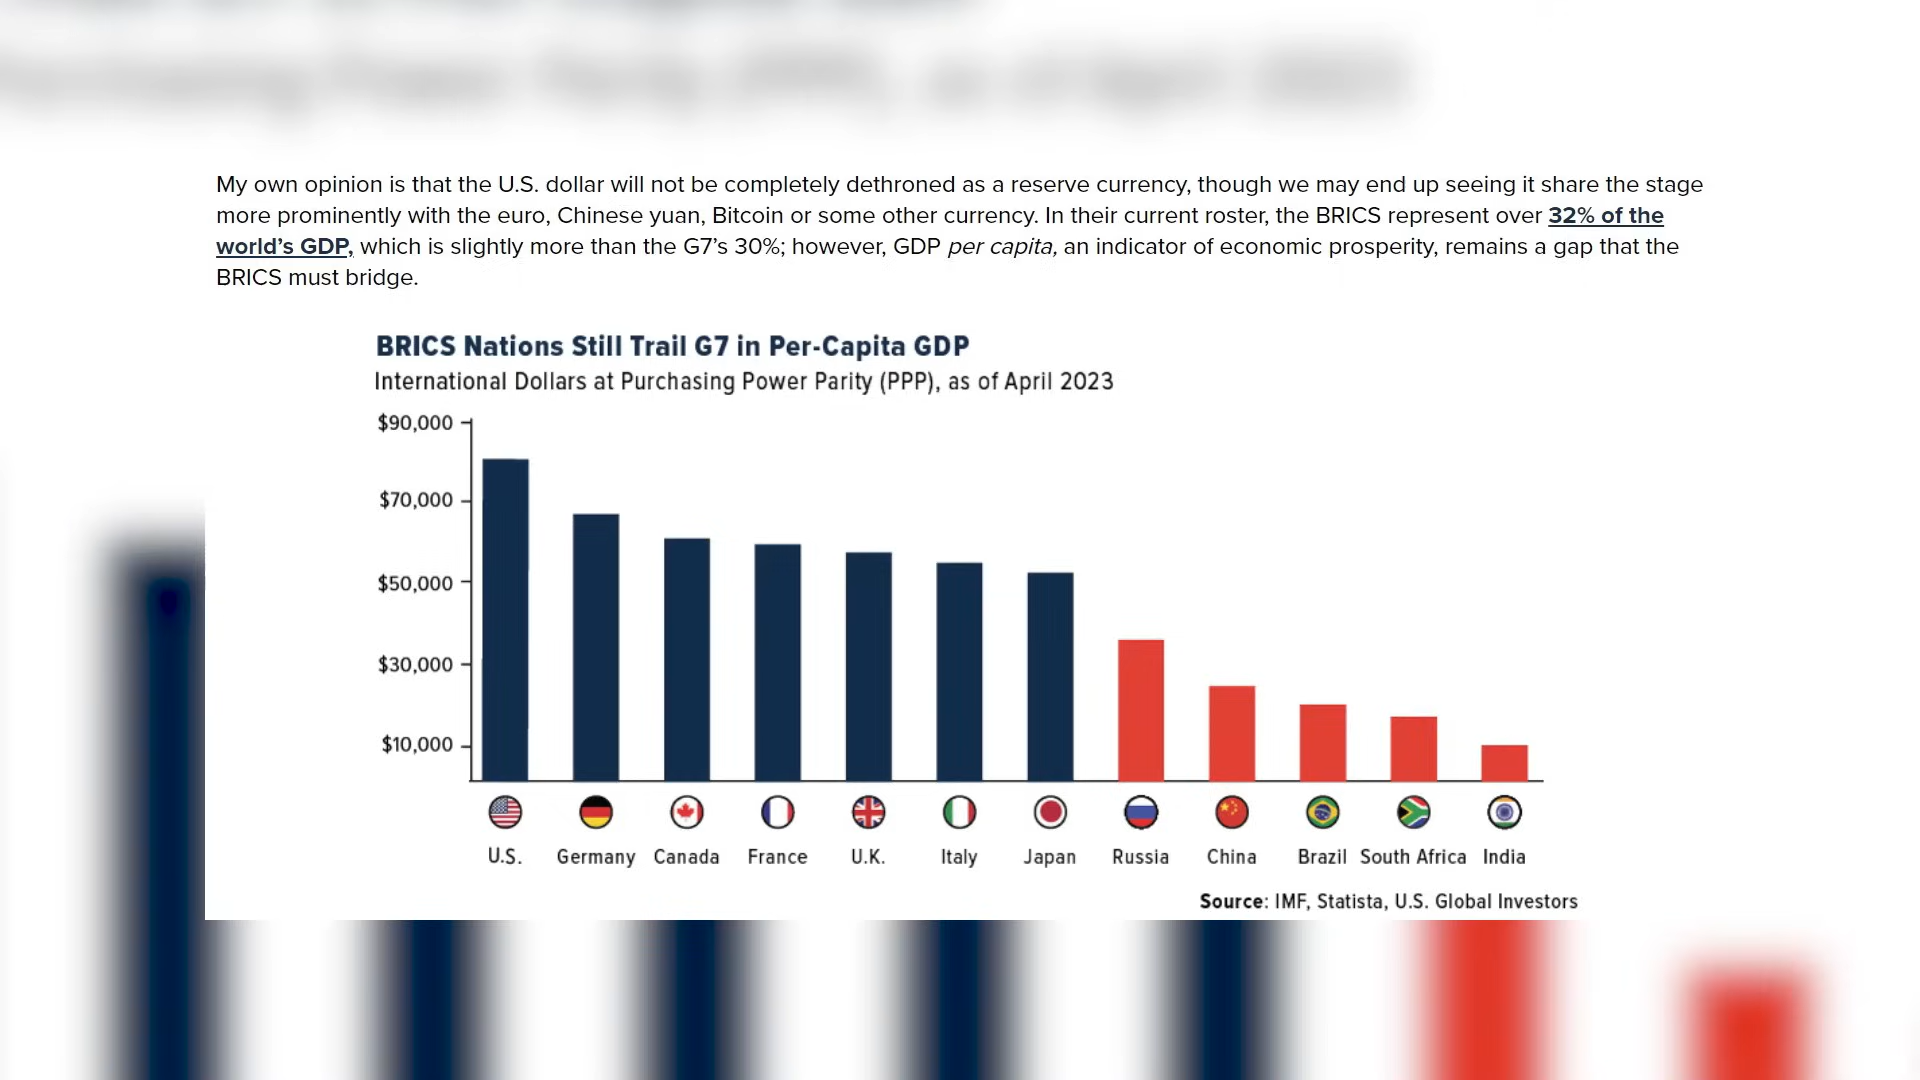 My own opinion is that the U.S. dollar will not be completely dethroned as a reserve currency, though we may end up seeing it share the stage
more prominently with the euro, Chinese yuan, Bitcoin or some other currency. In their current roster, the BRICS represent over 32% of the
world’s GDP, which is slightly more than the G7’s 30%; however, GDP per capita, an indicator of economic prosperity, remains a gap that the
BRICS must bridge.
BRICS Nations Still Trail G7 in Per-Capita GDP
International Dollars at Purchasing Power Parity (PPP), as of April 2023
$90,000
$70,000
$50,000
$30,000
$10,000
U.S. Germany Canada France U.K. Italy Japan Russia China Brazil South Africa India
Source: IMF, Statista, U.S. Global Investors